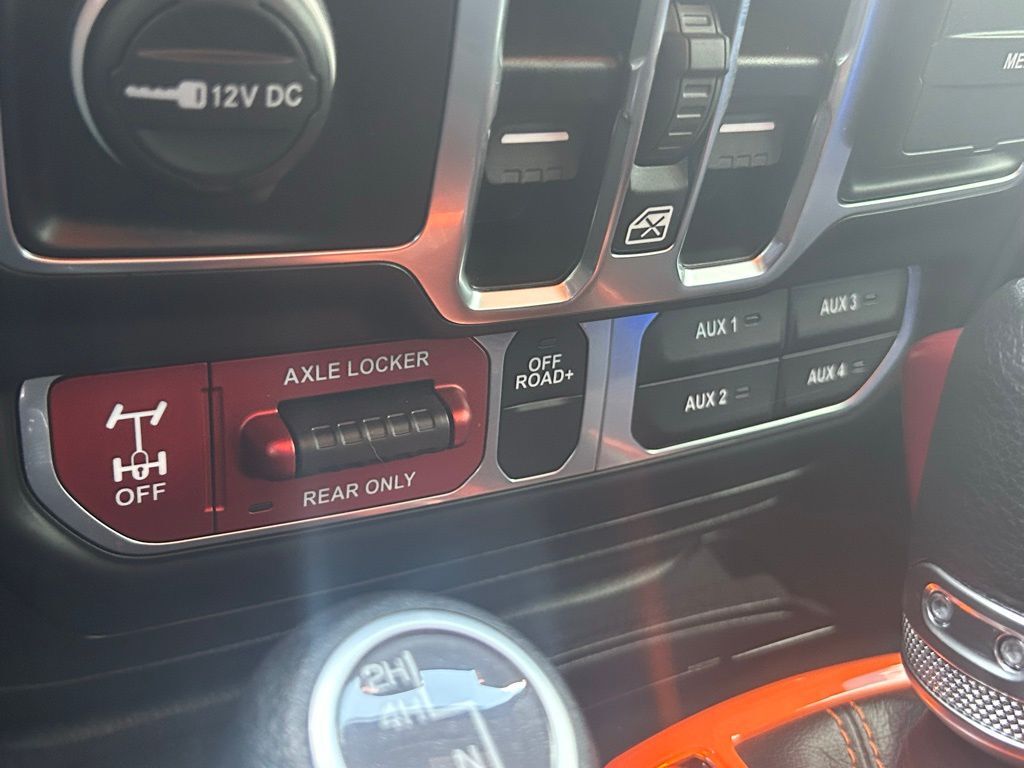 12V DC
ME
AXLE LOCKER
REAR ONLY
OFF
OFF
ROAD+
AUX 1
AUX 2
AUX 3
AUX 4
2H
4H
N